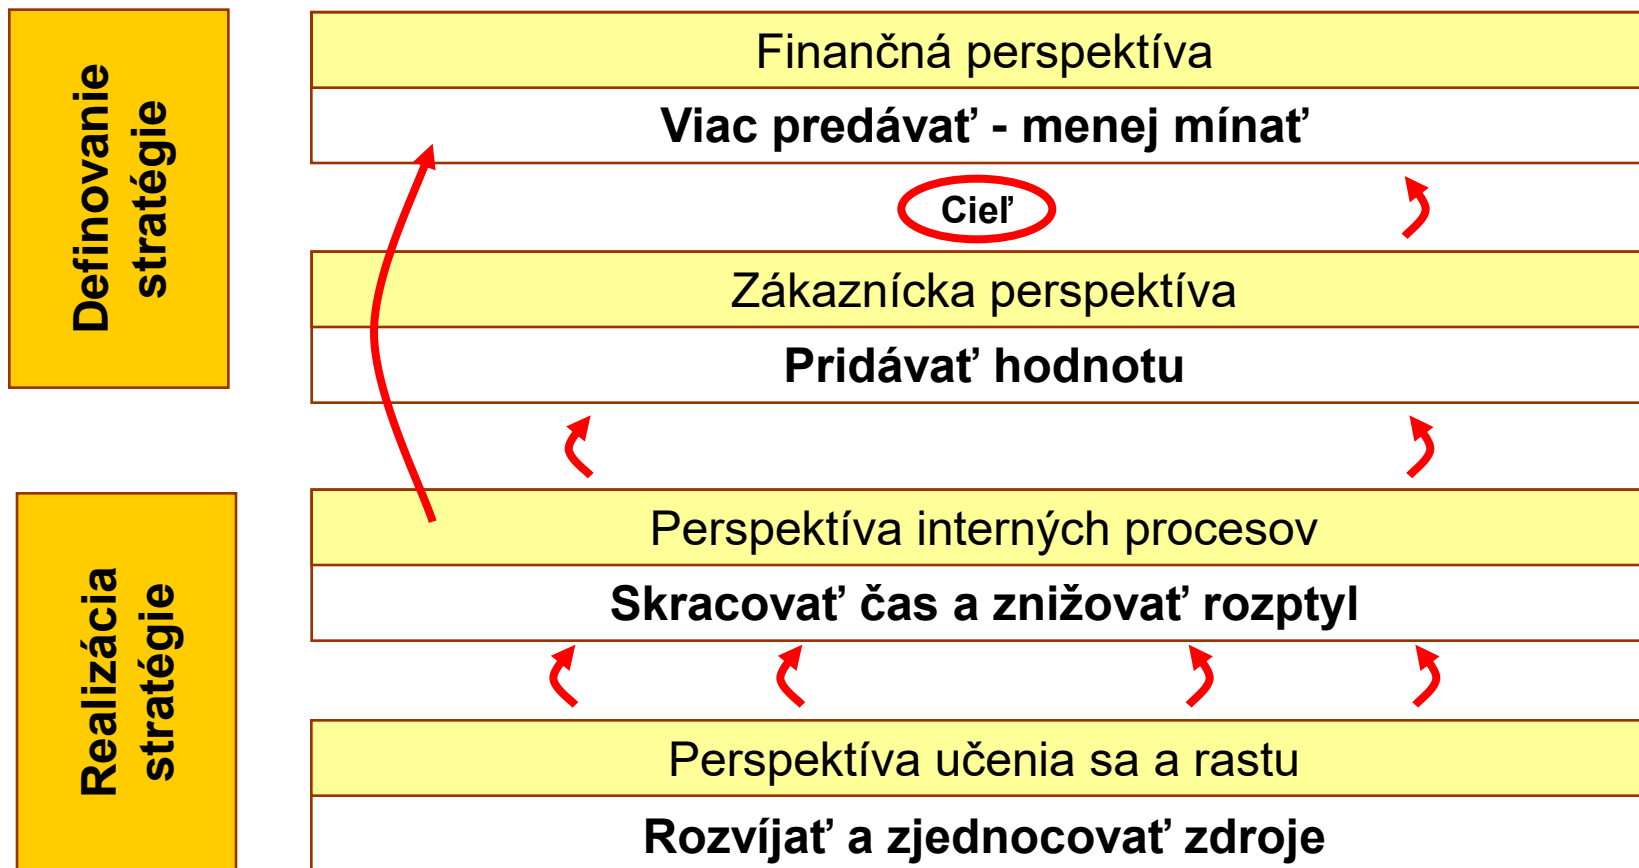 Definovanie
stratégie
Finančná perspektíva
Viac predávať - menej mínať
Cieľ
Zákaznícka perspektíva
Pridávať hodnotu
Realizácia
stratégie
Perspektíva interných procesov
Skracovať čas a znižovať rozptyl
Perspektíva učenia sa a rastu
Rozvíjať a zjednocovať zdroje